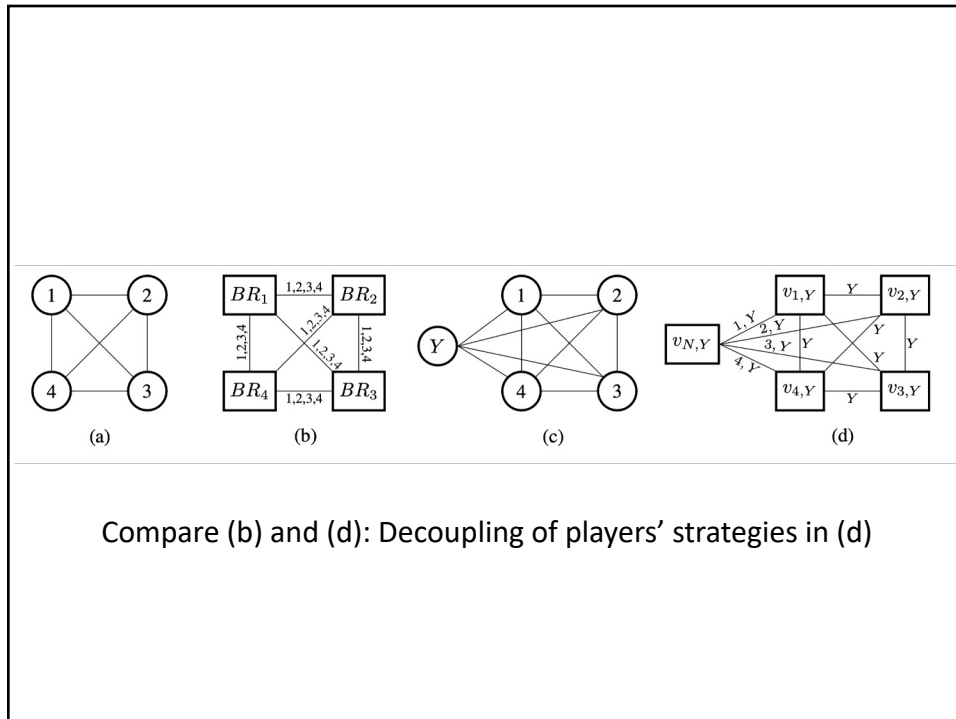 1
2
4
3
(a)
BR₁ 1,2,3,4 BR₂
1,2,3,4
1,2,3,4
1,2,3,4
1,2,3,4
BR₄ 1,2,3,4 BR₃
(b)
1
2
Y
4
3
(c)
v₁,Y Y v₂,Y
1, Y
2, Y
3, Y
4, Y
Y
Y
Y
Y
v_N,Y
v₄,Y Y v₃,Y
(d)
Compare (b) and (d): Decoupling of players’ strategies in (d)